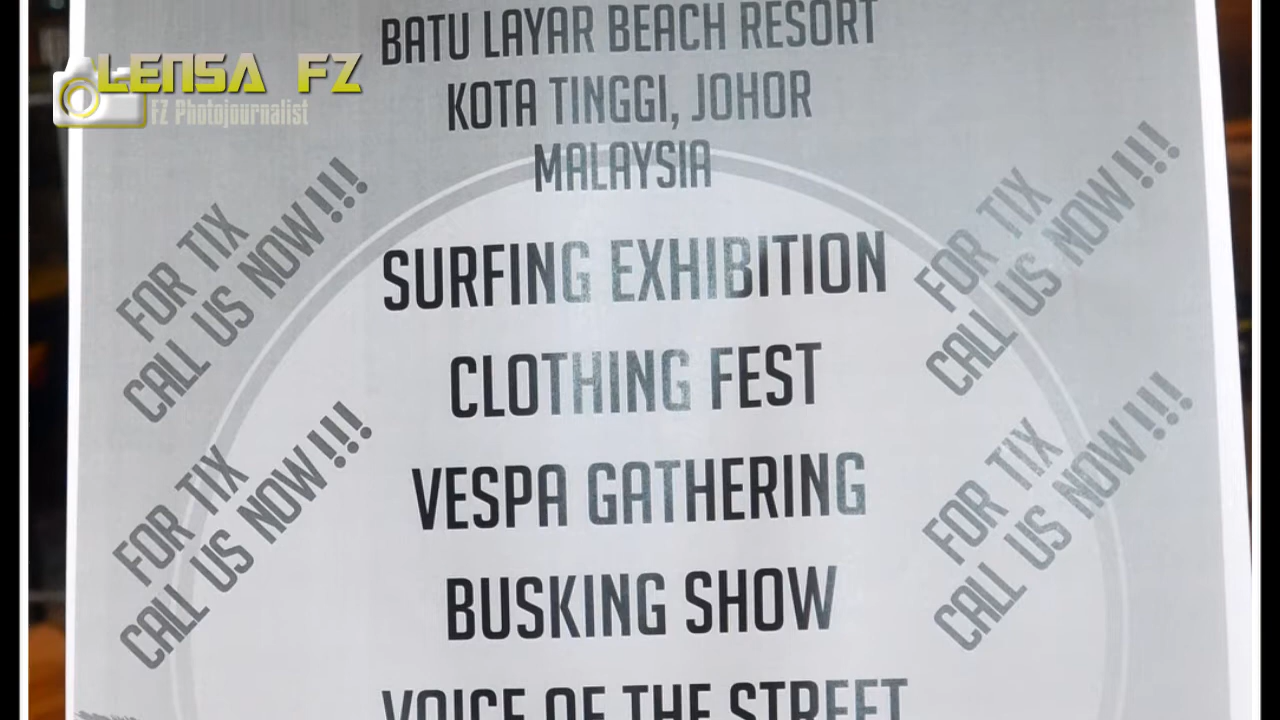 BATU LAYAR BEACH RESORT
KOTA TINGGI, JOHOR
MALAYSIA
LENSA FZ
FZ Photojournalist
FOR TIX
CALL US NOW!!!
FOR TIX
CALL US NOW!!!
SURFING EXHIBITION
CLOTHING FEST
VESPA GATHERING
BUSKING SHOW
VOICE OF THE STREET
FOR TIX
CALL US NOW!!!
FOR TIX
CALL US NOW!!!